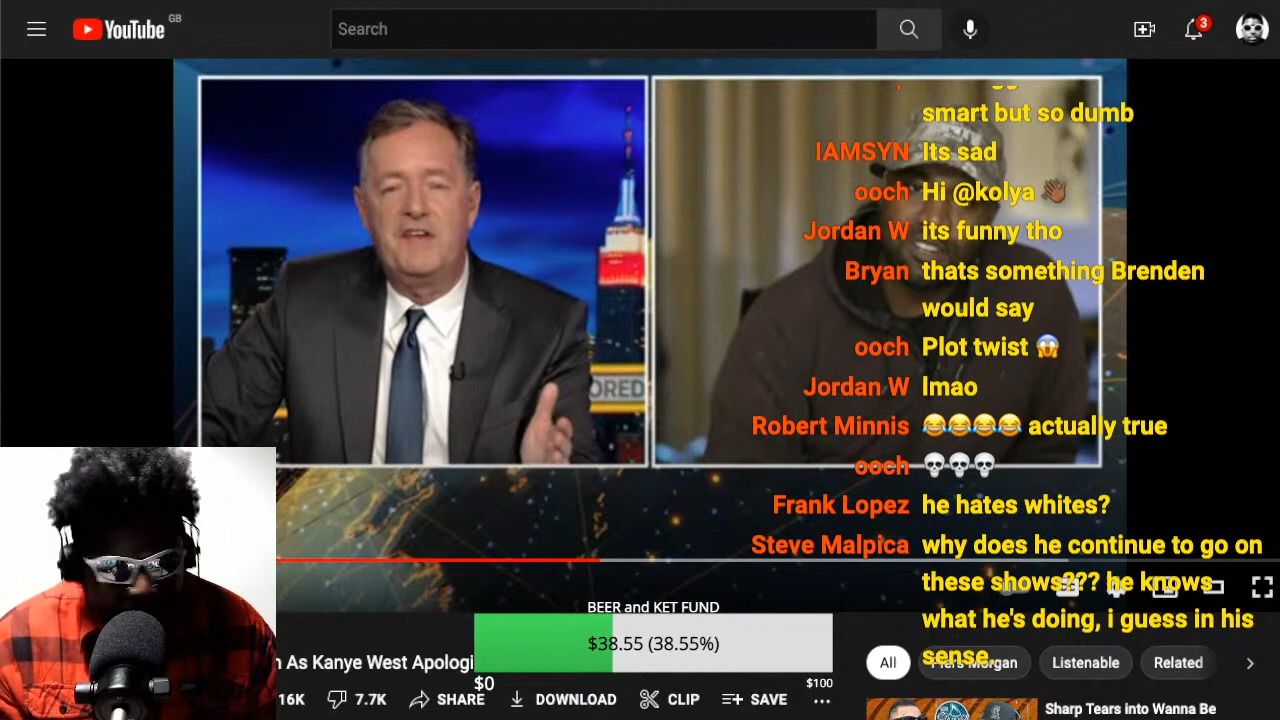 YouTube GB
Search
3
smart but so dumb
IAMSYN Its sad
ooch Hi @kolya 👋🏾
Jordan W its funny tho
Bryan thats something Brenden
would say
ooch Plot twist 😱
Jordan W lmao
Robert Minnis 😂😂😂😂 actually true
ooch 💀💀💀
Frank Lopez he hates whites?
Steve Malpica why does he continue to go on
these shows??? he knows
what he's doing, i guess in his
sense
ORED
BEER and KET FUND
$38.55 (38.55%)
$0
$100
As Kanye West Apologi
16K 7.7K SHARE DOWNLOAD CLIP SAVE ...
All Piers Morgan Listenable Related
Sharp Tears into Wanna Be